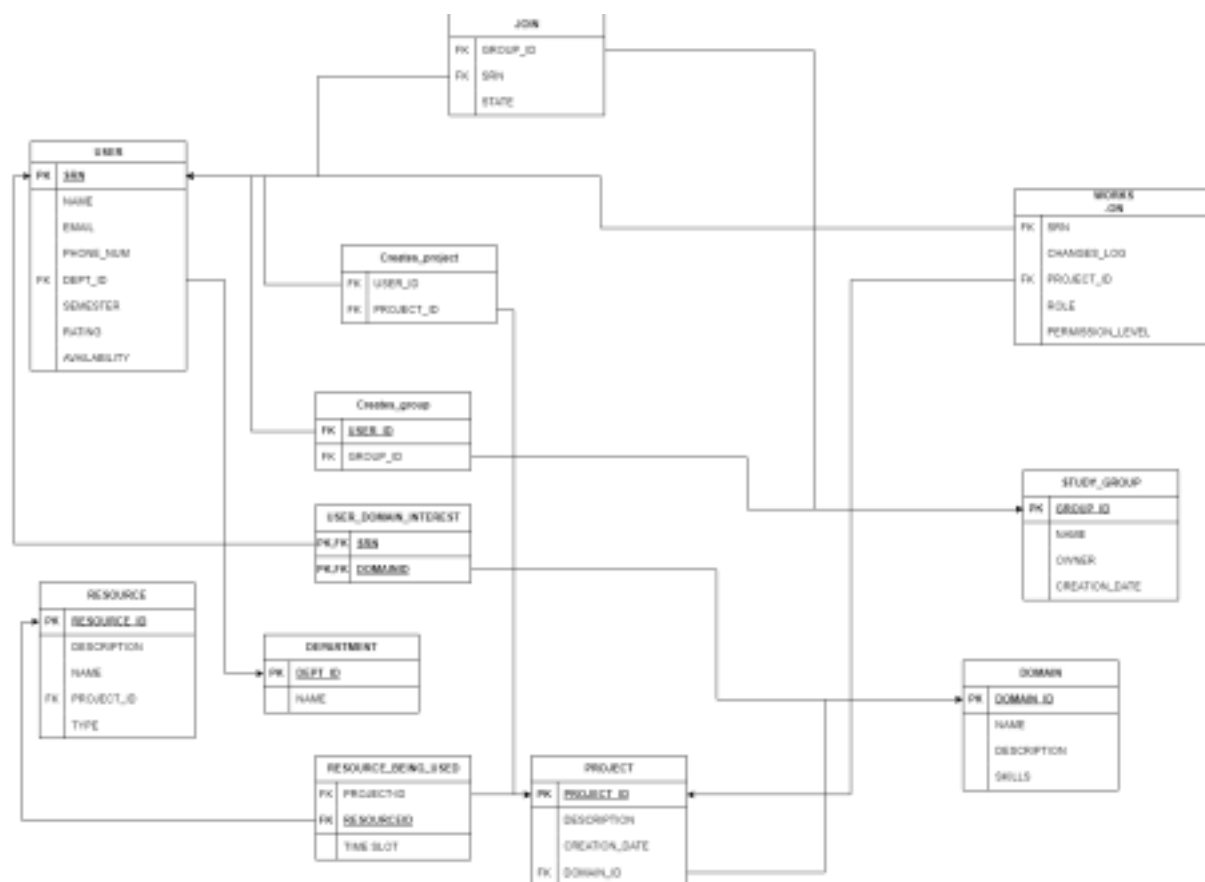 JOIN
FK GROUP_ID
FK SRN
STATE
USER
PK SRN
NAME
EMAIL
PHONE_NUM
FK DEPT_ID
SEMESTER
RATING
AVAILABILITY
WORKS
.ON
FK SRN
CHANGES_LOG
FK PROJECT_ID
ROLE
PERMISSION_LEVEL
Creates_project
FK USER_ID
FK PROJECT_ID
Creates_group
FK USER_ID
FK GROUP_ID
STUDY_GROUP
PK GROUP_ID
NAME
OWNER
CREATION_DATE
USER_DOMAIN_INTEREST
PK,FK SRN
PK,FK DOMAINID
RESOURCE
PK RESOURCE_ID
DESCRIPTION
NAME
FK PROJECT_ID
TYPE
DEPARTMENT
PK DEPT_ID
NAME
DOMAIN
PK DOMAIN_ID
NAME
DESCRIPTION
SKILLS
RESOURCE_BEING_USED
FK PROJECT-ID
FK RESOURCEID
TIME SLOT
PROJECT
PK PROJECT_ID
DESCRIPTION
CREATION_DATE
FK DOMAIN_ID